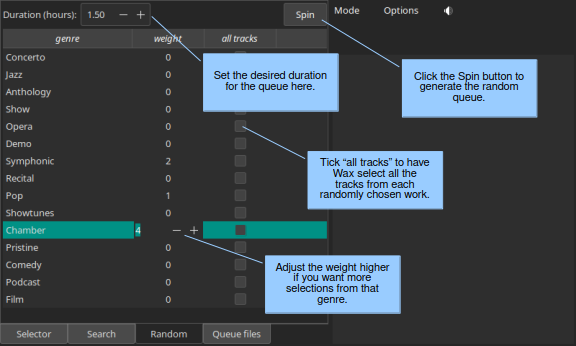 Duration (hours): 1.50 − + Spin Mode Options
genre weight all tracks
Concerto 0
Jazz 0
Anthology 0
Show 0
Opera 0
Demo 0
Symphonic 2
Recital 0
Pop 1
Showtunes 0
Chamber 4 − +
Pristine 0
Comedy 0
Podcast 0
Film 0
Set the desired duration
for the queue here.
Click the Spin button to
generate the random
queue.
Tick “all tracks” to have
Wax select all the
tracks from each
randomly chosen work.
Adjust the weight higher
if you want more
selections from that
genre.
Selector Search Random Queue files